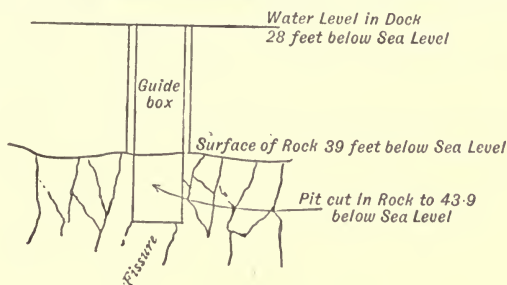 Water Level in Dock
28 feet below Sea Level
Guide
box
Surface of Rock 39 feet below Sea Level
Pit cut in Rock to 43·9
below Sea Level
Fissure